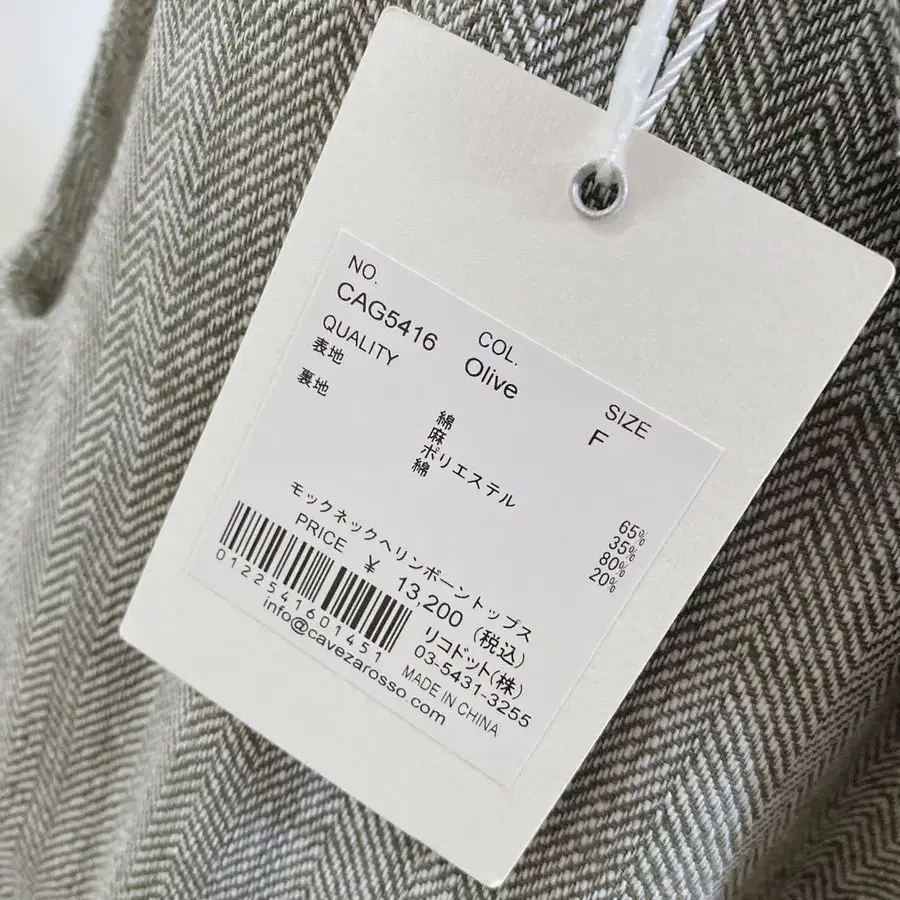 NO. COL. SIZE
CAG5416 Olive F
QUALITY
表地 綿 65%
麻 35%
裏地 ポリエステル 80%
綿 20%
モックネックヘリンボーントップス
PRICE ¥ 13,200 (税込)
リコドット(株)
03-5431-3255
0122541601451
MADE IN CHINA
info@cavezarosso.com